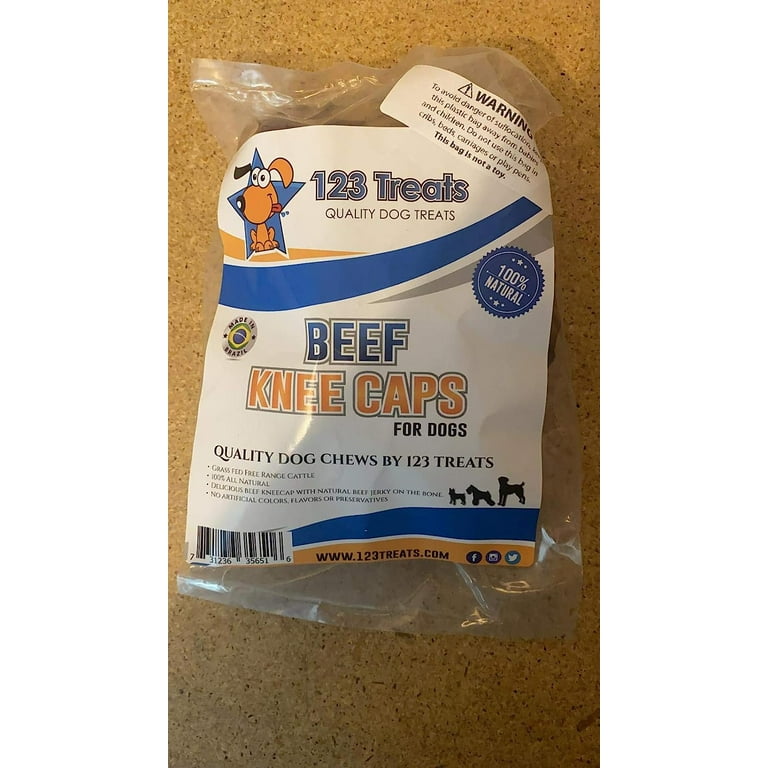 ⚠ WARNING
To avoid danger of suffocation,
this plastic bag away from babies
and children. Do not use this bag in
cribs, beds, carriages or play pens.
This bag is not a toy.
123 Treats
QUALITY DOG TREATS
100%
NATURAL
MADE IN
BRAZIL
BEEF
KNEE CAPS
FOR DOGS
QUALITY DOG CHEWS BY 123 TREATS
• GRASS FED FREE RANGE CATTLE
• 100% ALL NATURAL
• DELICIOUS BEEF KNEECAP WITH NATURAL BEEF JERKY ON THE BONE.
• NO ARTIFICIAL COLORS, FLAVORS OR PRESERVATIVES
7 31236 35651 6
WWW.123TREATS.COM